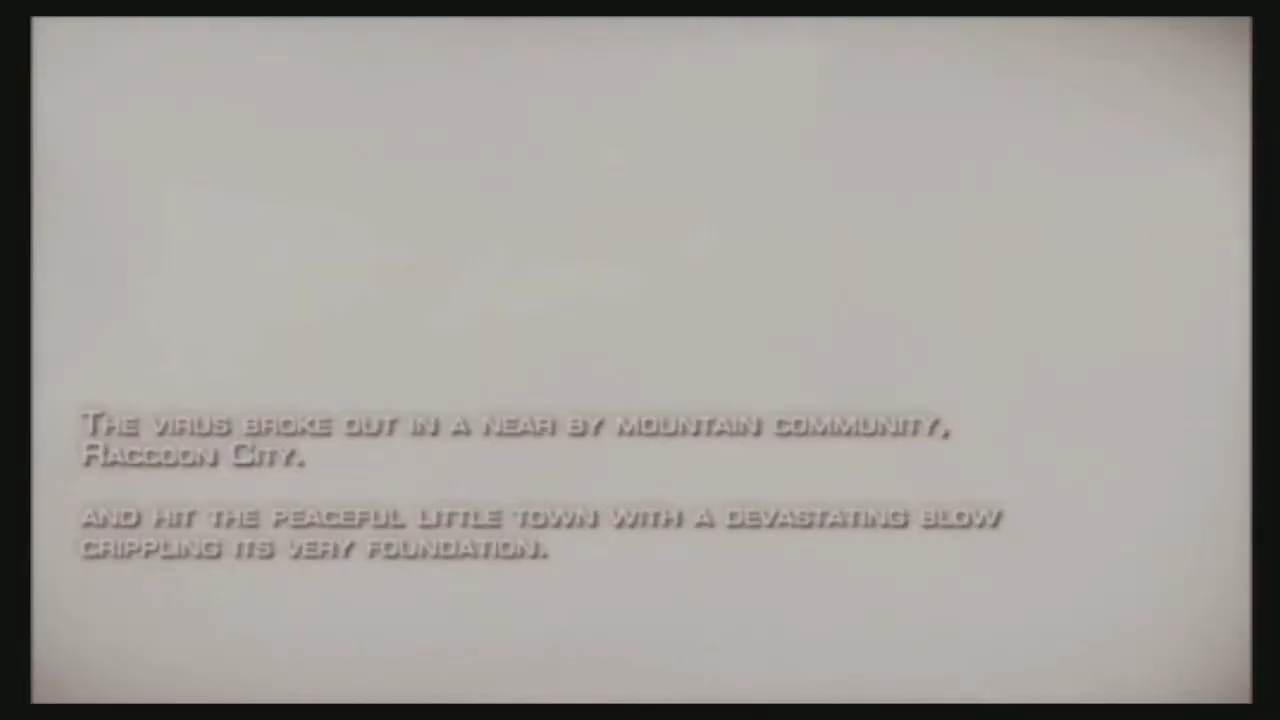 The virus broke out in a near by mountain community,
Raccoon City.
and hit the peaceful little town with a devastating blow
crippling its very foundation.